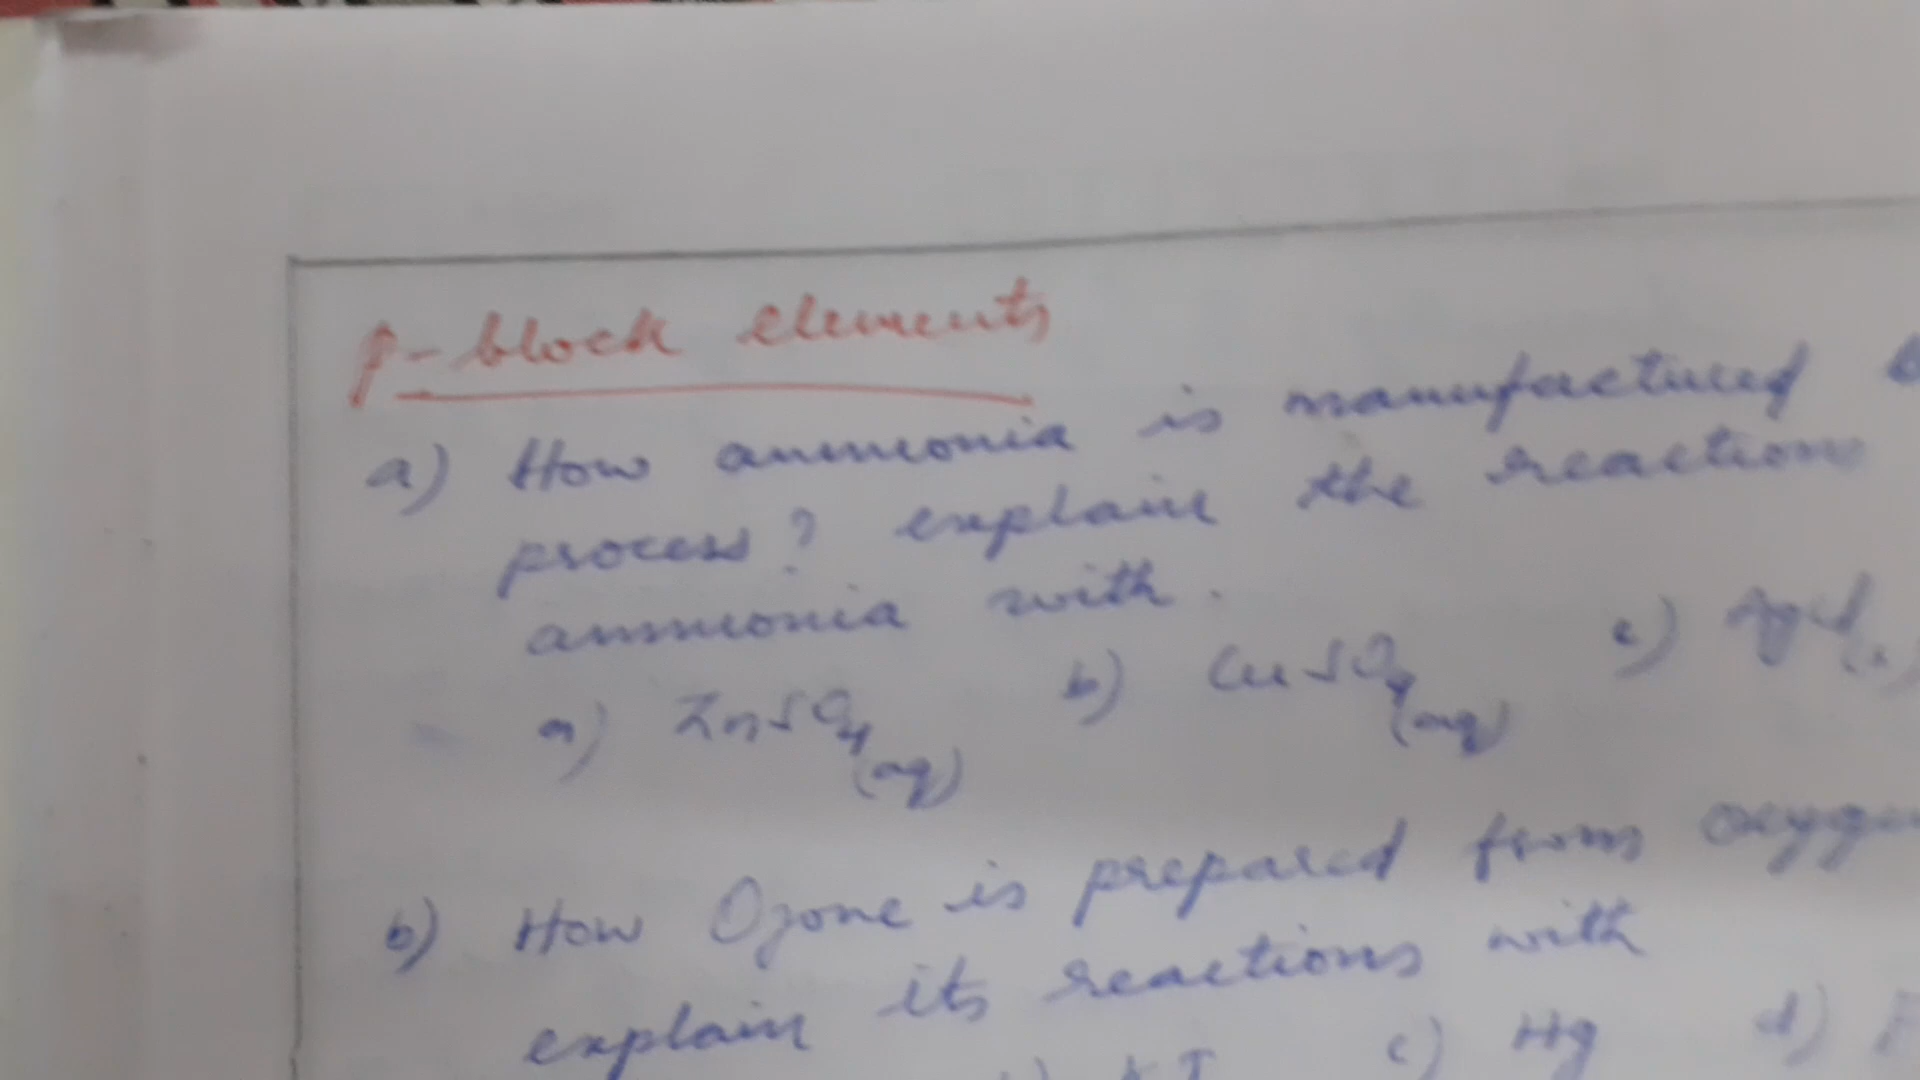 p-block elements
a) How ammonia is manufactured
process? explain the reactions
ammonia with.
a) ZnSO4(aq) b) CuSO4(aq) c)
b) How Ozone is prepared from
explain its reactions with
KI c) Hg d)